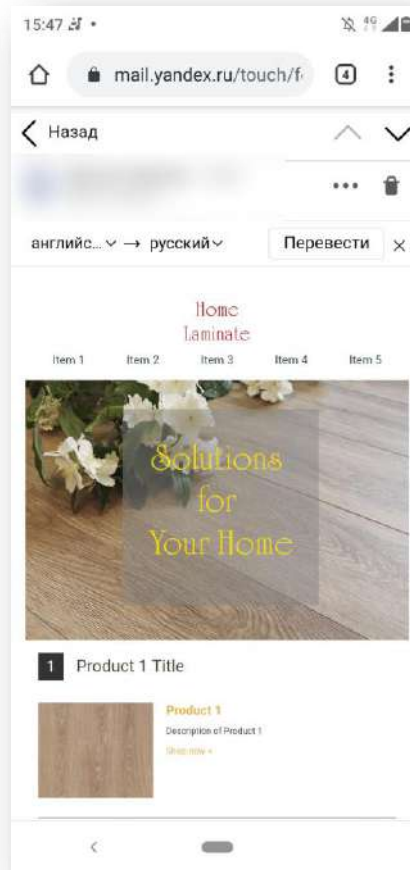 15:47
4G
mail.yandex.ru/touch/f
4
Назад
английс... → русский
Перевести
Home
Laminate
Item 1 Item 2 Item 3 Item 4 Item 5
Solutions
for
Your Home
1 Product 1 Title
Product 1
Description of Product 1
Shop now »